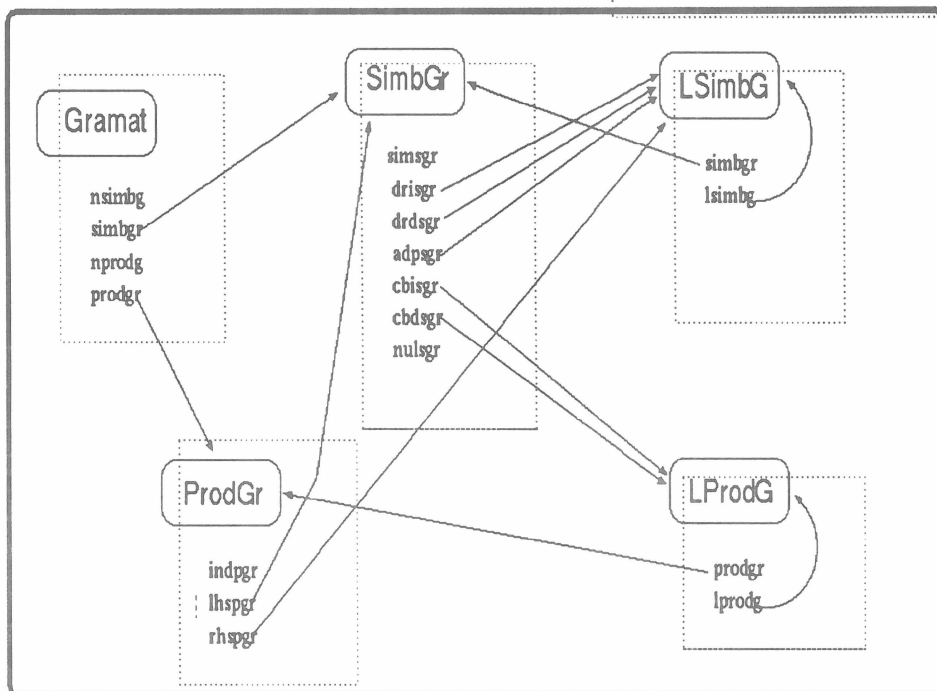 Gramat
nsimbg
simbgr
nprodg
prodgr
SimbGr
simsgr
drisgr
drdsgr
adpsgr
cbisgr
cbdsgr
nulsgr
LSimbG
simbgr
lsimbg
ProdGr
indpgr
lhspgr
rhspgr
LProdG
prodgr
lprodg